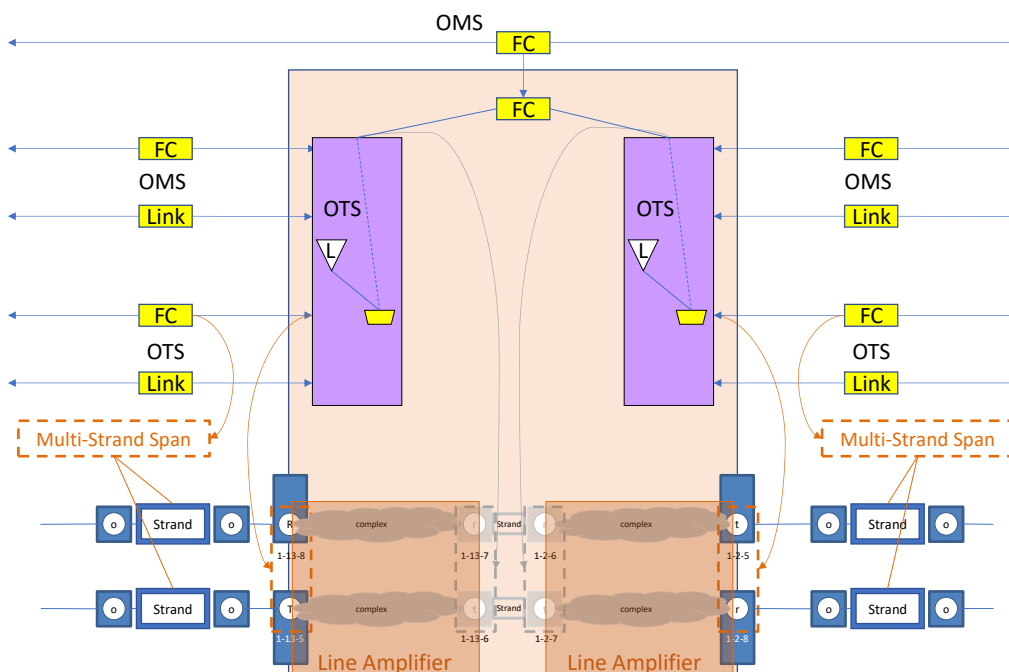 OMS
FC
FC
FC
FC
OMS
OMS
Link
Link
OTS
OTS
L
L
FC
FC
OTS
OTS
Link
Link
Multi-Strand Span
Multi-Strand Span
o
Strand
o
R
complex
r
Strand
complex
t
o
Strand
o
1-13-8
1-13-7
1-2-6
1-2-5
o
Strand
o
T
complex
t
Strand
complex
r
o
Strand
o
1-13-5
1-13-6
1-2-7
1-2-8
Line Amplifier
Line Amplifier